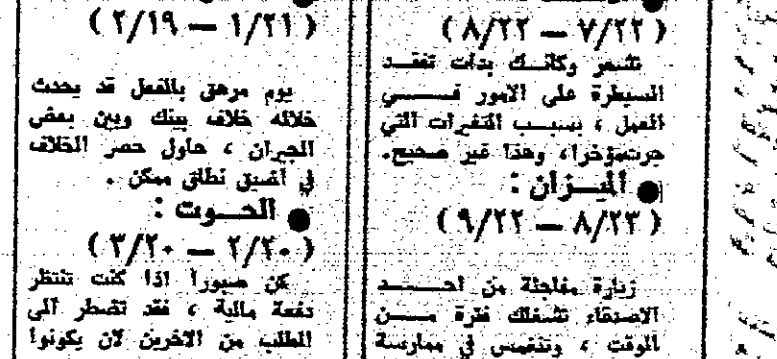 ( ٧/٢٢ — ٨/٢٢ )
تشعر وكأنك بدأت تفقد
السيطرة على الامور في
العمل ، بسبب التغيرات التي
جرت مؤخرا، وهذا غير صحيح.
● الميزان :
( ٨/٢٣ — ٩/٢٢ )
زيارة مفاجئة من احد
الاصدقاء تشغلك فترة من
الوقت ، وتنغمس في ممارسة
( ١/٢١ — ٢/١٩ )
يوم مرهق بالفعل قد يحدث
خلاله خلاف بينك وبين بعض
الجيران ، حاول حصر الخلاف
في أضيق نطاق ممكن .
● الحوت :
( ٢/٢٠ — ٣/٢٠ )
كن صبورا اذا كنت تنتظر
دفعة مالية ، فقد تضطر الى
الطلب من الاخرين لان يكونوا